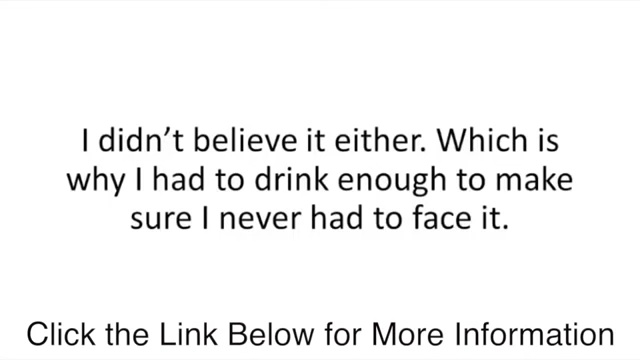 I didn’t believe it either. Which is
why I had to drink enough to make
sure I never had to face it.
Click the Link Below for More Information